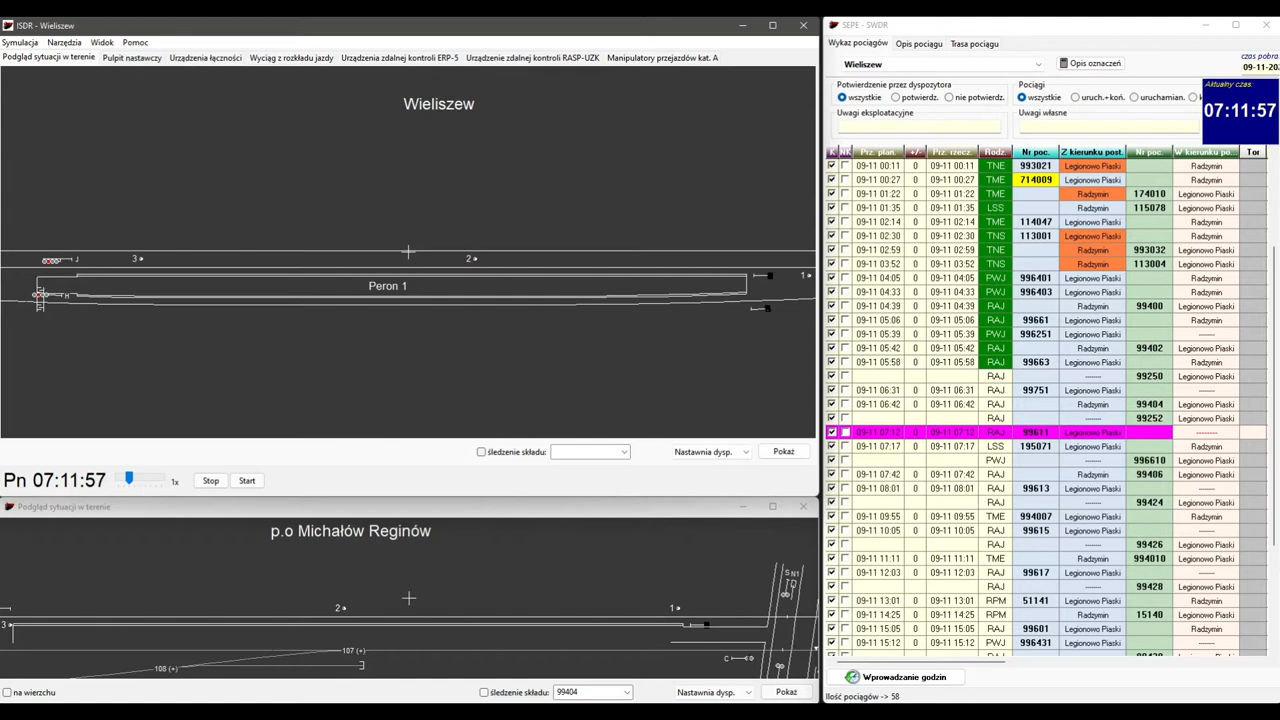 ISDR - Wieliszew
Symulacja Narzędzia Widok Pomoc
Podgląd sytuacji w terenie Pulpit nastawczy Urządzenia łączności Wyciąg z rozkładu jazdy Urządzenia zdalnej kontroli ERP-5 Urządzenie zdalnej kontroli RASP-UZK Manipulatory przejazdów kat. A
Wieliszew
3 2
J
1
Peron 1
H
śledzenie składu: Nastawnia dysp. Pokaż
Pn 07:11:57 1x Stop Start
Podgląd sytuacji w terenie
p.o Michałów Reginów
S N1
2 1
3
107 (+)
108 (+)
C
na wierzchu śledzenie składu: 99404 Nastawnia dysp. Pokaż
SEPE - SWDR
Wykaz pociągów Opis pociągu Trasa pociągu
Wieliszew Opis oznaczeń
czas pobra
09-11-20
Potwierdzenie przez dyspozytora Pociągi
wszystkie potwierdz. nie potwierdz. wszystkie uruch.+koń. uruchamian.
Uwagi eksploatacyjne Uwagi własne
Aktualny czas:
07:11:57
K NK Prz. plan. +/- Prz. rzecz. Rodz. Nr poc. Z kierunku post. Nr poc. W kierunku po... Tor
09-11 00:11 0 09-11 00:11 TNE 993021 Legionowo Piaski Radzymin
09-11 00:27 0 09-11 00:27 TME 714009 Legionowo Piaski Radzymin
09-11 01:22 0 09-11 01:22 TME Radzymin 174010 Legionowo Piaski
09-11 01:35 0 09-11 01:35 LSS Radzymin 115078 Legionowo Piaski
09-11 02:14 0 09-11 02:14 TME 114047 Legionowo Piaski Radzymin
09-11 02:30 0 09-11 02:30 TNS 113001 Legionowo Piaski Radzymin
09-11 02:59 0 09-11 02:59 TME Radzymin 993032 Legionowo Piaski
09-11 03:52 0 09-11 03:52 TNS Radzymin 113004 Legionowo Piaski
09-11 04:05 0 09-11 04:05 PWJ 996401 Legionowo Piaski Radzymin
09-11 04:33 0 09-11 04:33 PWJ 996403 Legionowo Piaski Radzymin
09-11 04:39 0 09-11 04:39 RAJ Radzymin 99400 Legionowo Piaski
09-11 05:06 0 09-11 05:06 RAJ 99661 Legionowo Piaski Radzymin
09-11 05:39 0 09-11 05:39 PWJ 996251 Legionowo Piaski --------
09-11 05:42 0 09-11 05:42 RAJ Radzymin 99402 Legionowo Piaski
09-11 05:58 0 09-11 05:58 RAJ 99663 Legionowo Piaski Radzymin
RAJ -------- 99250 Legionowo Piaski
09-11 06:31 0 09-11 06:31 RAJ 99751 Legionowo Piaski --------
09-11 06:42 0 09-11 06:42 RAJ Radzymin 99404 Legionowo Piaski
RAJ -------- 99252 Legionowo Piaski
09-11 07:12 0 09-11 07:12 RAJ 99611 Legionowo Piaski --------
09-11 07:17 0 09-11 07:17 LSS 195071 Legionowo Piaski Radzymin
PWJ -------- 996610 Legionowo Piaski
09-11 07:42 0 09-11 07:42 RAJ Radzymin 99406 Legionowo Piaski
09-11 08:01 0 09-11 08:01 RAJ 99613 Legionowo Piaski --------
RAJ -------- 99424 Legionowo Piaski
09-11 09:55 0 09-11 09:55 TME 994007 Legionowo Piaski Radzymin
09-11 10:05 0 09-11 10:05 RAJ 99615 Legionowo Piaski --------
RAJ -------- 99426 Legionowo Piaski
09-11 11:11 0 09-11 11:11 TME Radzymin 994010 Legionowo Piaski
09-11 12:03 0 09-11 12:03 RAJ 99617 Legionowo Piaski --------
RAJ -------- 99428 Legionowo Piaski
09-11 13:01 0 09-11 13:01 RPM 51141 Legionowo Piaski Radzymin
09-11 14:25 0 09-11 14:25 RPM Radzymin 15140 Legionowo Piaski
09-11 15:05 0 09-11 15:05 RAJ 99601 Legionowo Piaski --------
09-11 15:12 0 09-11 15:12 PWJ 996431 Legionowo Piaski Radzymin
Wprowadzanie godzin
Ilość pociągów -> 58